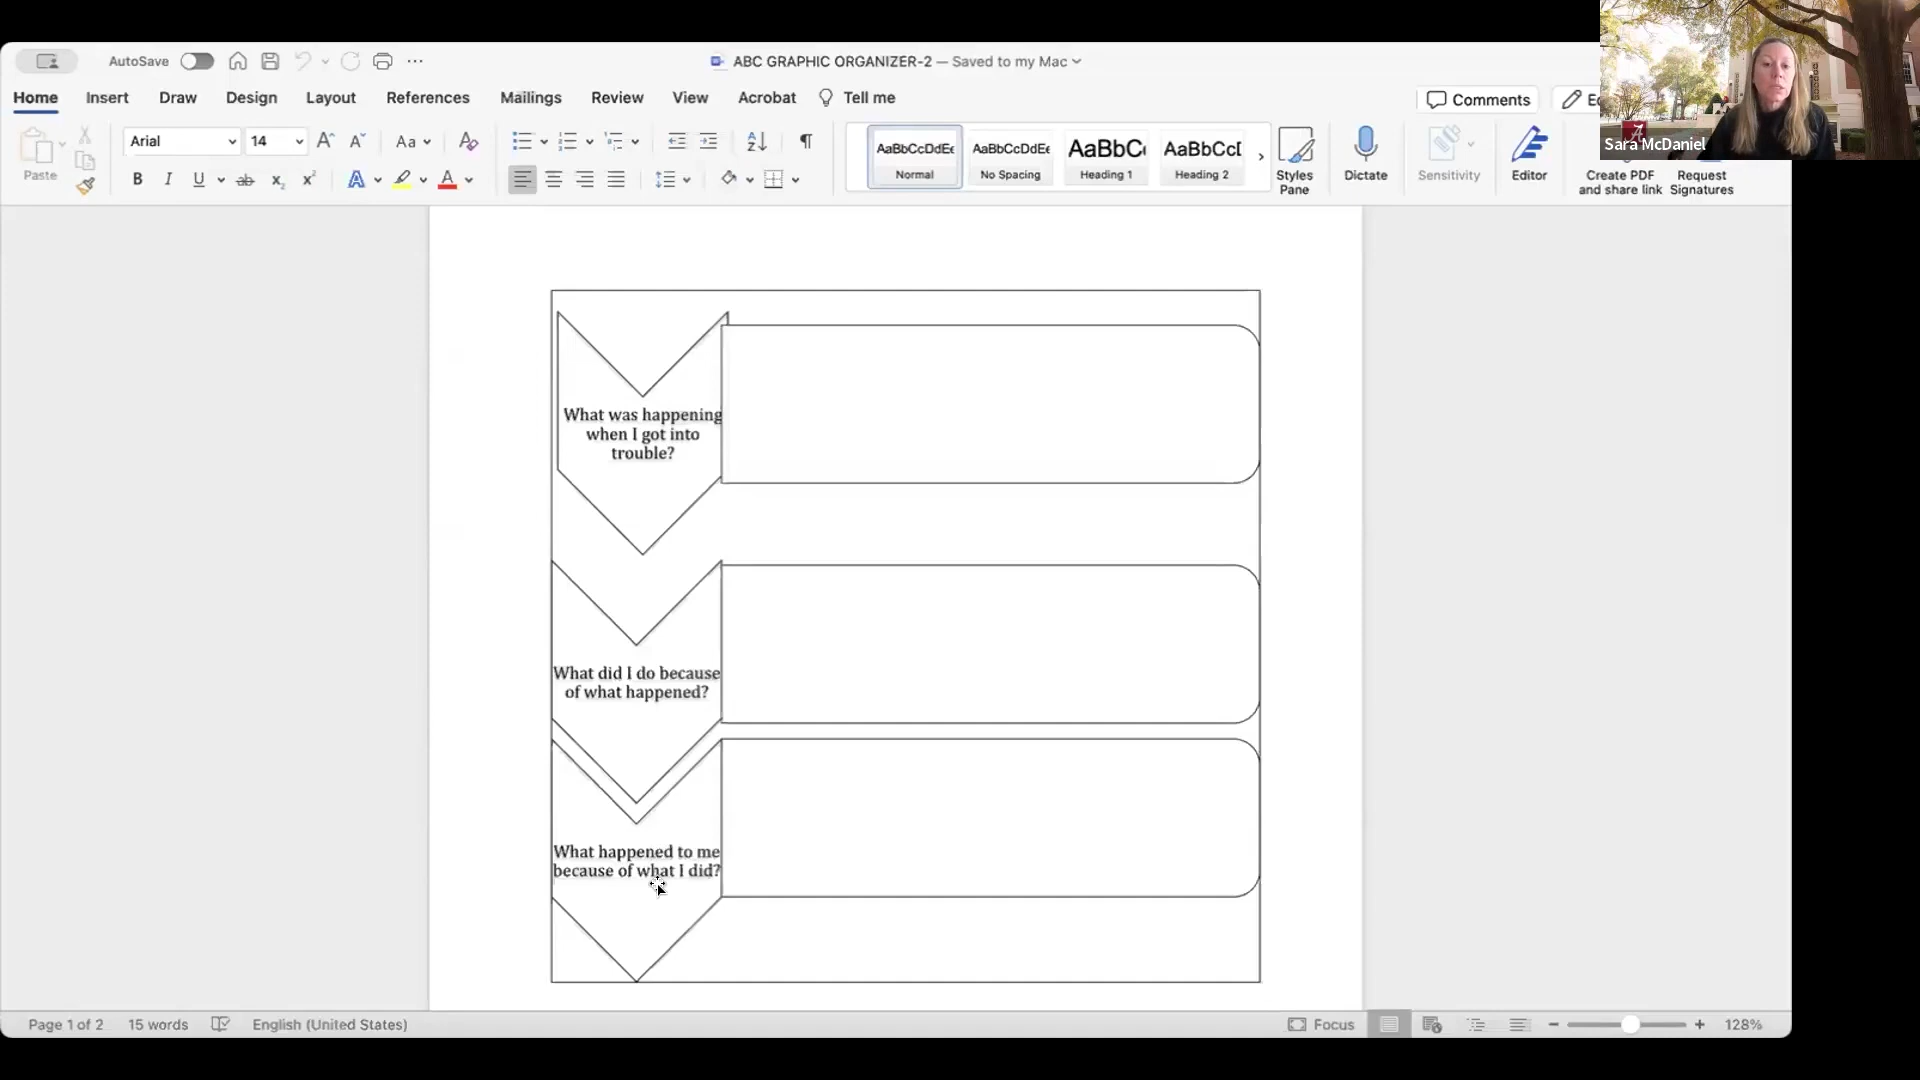 AutoSave
ABC GRAPHIC ORGANIZER-2 — Saved to my Mac
Home Insert Draw Design Layout References Mailings Review View Acrobat Tell me
Comments
Sara McDaniel
Paste
Arial 14
AaBbCcDdEe AaBbCcDdEe AaBbC AaBbCcD
Normal No Spacing Heading 1 Heading 2
Styles Pane
Dictate
Sensitivity
Editor
Create PDF and share link
Request Signatures
What was happening
when I got into
trouble?
What did I do because
of what happened?
What happened to me
because of what I did?
Page 1 of 2 15 words English (United States) Focus 128%